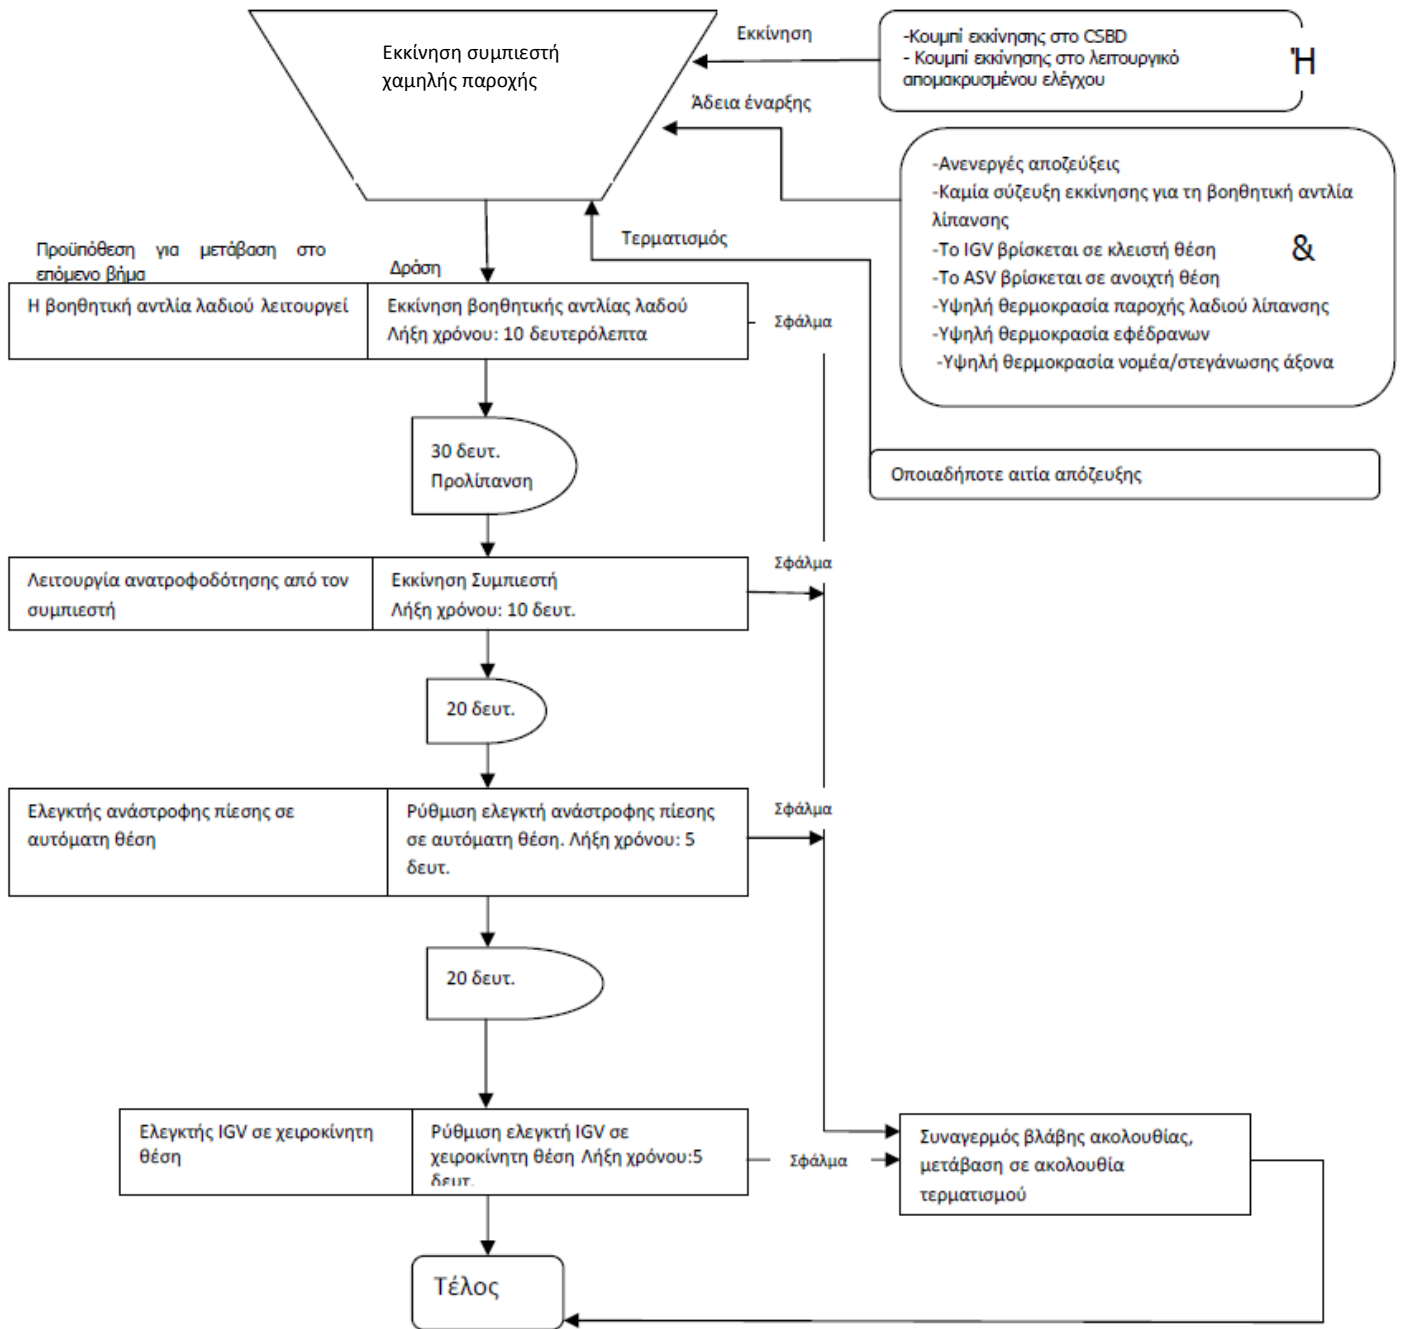 Εκκίνηση συμπιεστή
χαμηλής παροχής
Εκκίνηση
-Κουμπί εκκίνησης στο CSBD
- Κουμπί εκκίνησης στο λειτουργικό
απομακρυσμένου ελέγχου
Ή
Άδεια έναρξης
-Ανενεργές αποζεύξεις
-Καμία σύζευξη εκκίνησης για τη βοηθητική αντλία
λίπανσης
-Το IGV βρίσκεται σε κλειστή θέση
-Το ASV βρίσκεται σε ανοιχτή θέση
-Υψηλή θερμοκρασία παροχής λαδιού λίπανσης
-Υψηλή θερμοκρασία εφέδρανων
-Υψηλή θερμοκρασία νομέα/στεγάνωσης άξονα
&
Τερματισμός
Οποιαδήποτε αιτία απόζευξης
Προϋπόθεση για μετάβαση στο
επόμενο βήμα
Δράση
Η βοηθητική αντλία λαδιού λειτουργεί
Εκκίνηση βοηθητικής αντλίας λαδού
Λήξη χρόνου: 10 δευτερόλεπτα
Σφάλμα
30 δευτ.
Προλίπανση
Λειτουργία ανατροφοδότησης από τον
συμπιεστή
Εκκίνηση Συμπιεστή
Λήξη χρόνου: 10 δευτ.
Σφάλμα
20 δευτ.
Ελεγκτής ανάστροφης πίεσης σε
αυτόματη θέση
Ρύθμιση ελεγκτή ανάστροφης πίεσης
σε αυτόματη θέση. Λήξη χρόνου: 5
δευτ.
Σφάλμα
20 δευτ.
Ελεγκτής IGV σε χειροκίνητη
θέση
Ρύθμιση ελεγκτή IGV σε
χειροκίνητη θέση Λήξη χρόνου:5
δευτ.
Σφάλμα
Συναγερμός βλάβης ακολουθίας,
μετάβαση σε ακολουθία
τερματισμού
Τέλος